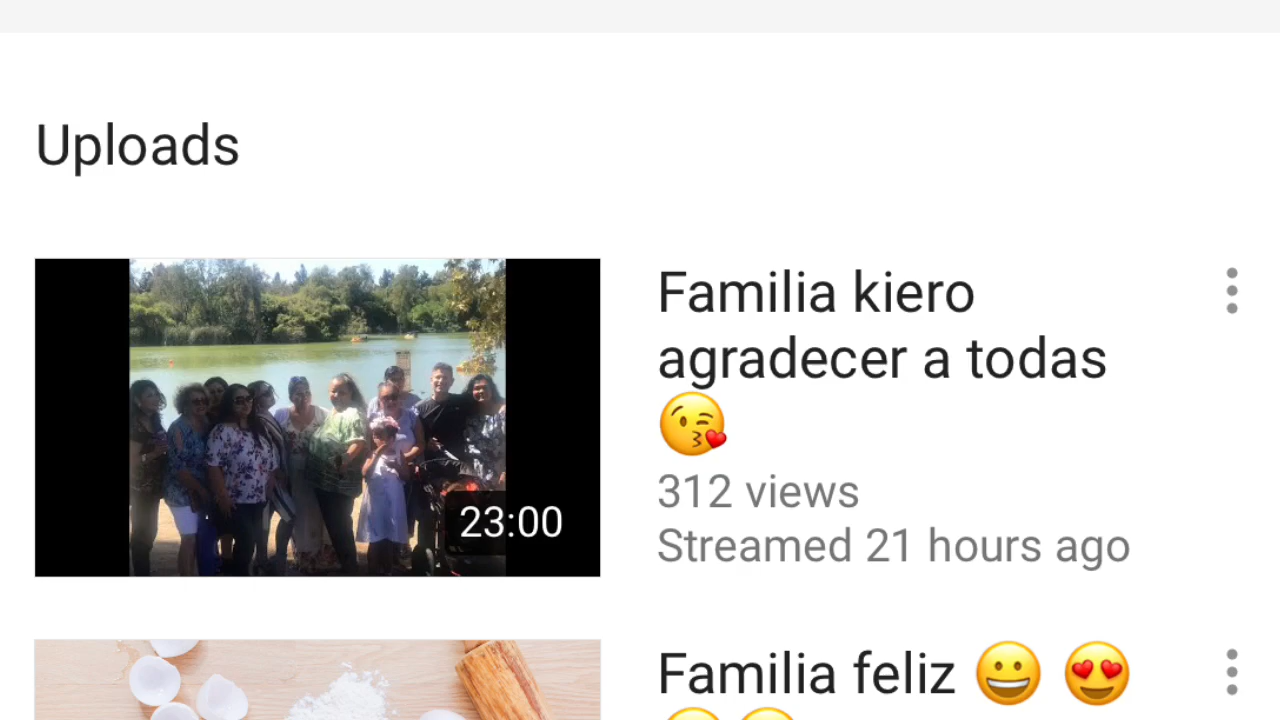 Uploads
23:00
Familia kiero
agradecer a todas
😘
312 views
Streamed 21 hours ago
Familia feliz 😀 😍